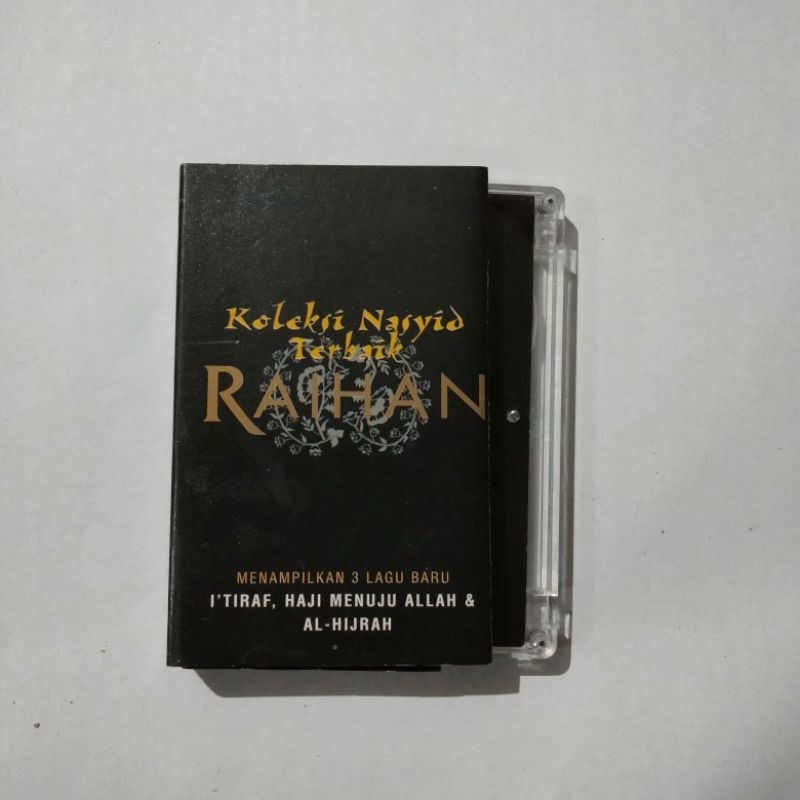 Koleksi Nasyid
Terbaik
RAIHAN
MENAMPILKAN 3 LAGU BARU
I'TIRAF, HAJI MENUJU ALLAH &
AL-HIJRAH